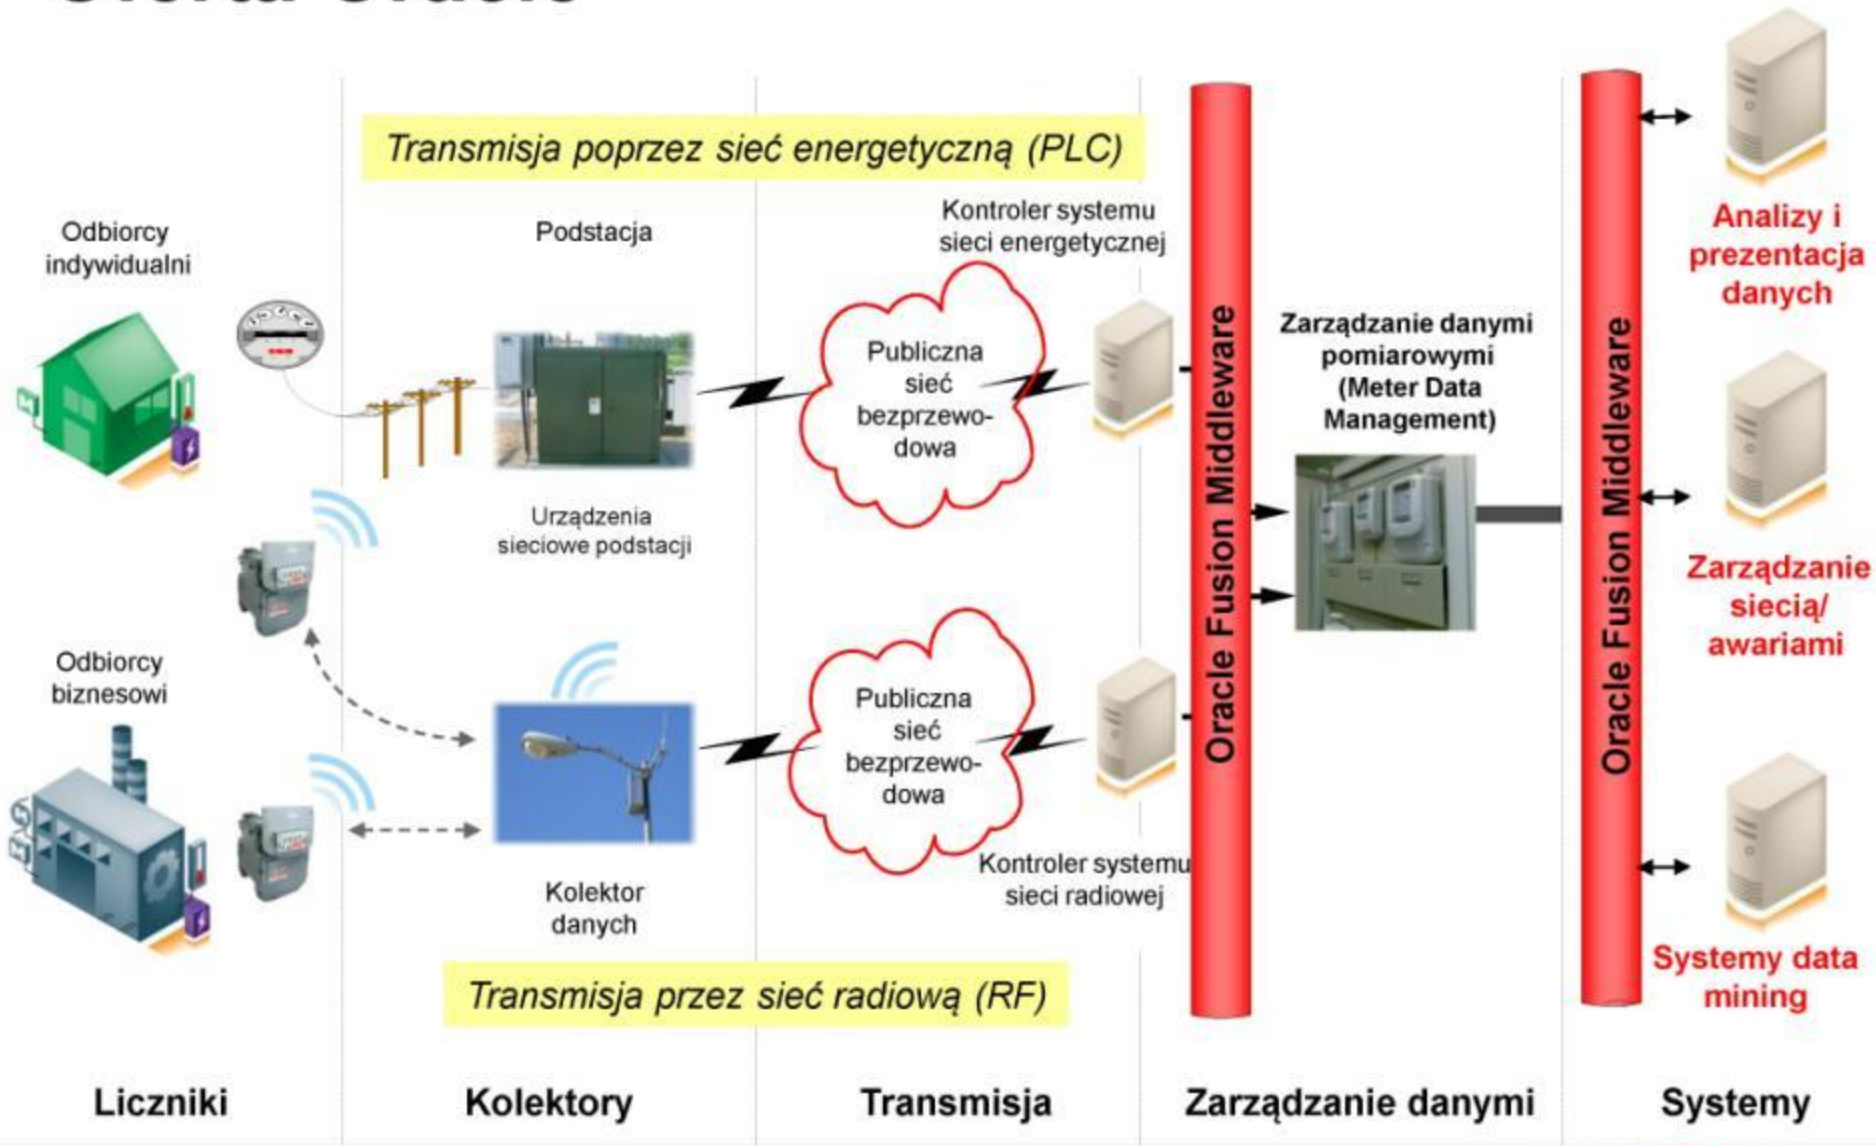 Transmisja poprzez sieć energetyczną (PLC)
Odbiorcy
indywidualni
Podstacja
Kontroler systemu
sieci energetycznej
Publiczna
sieć
bezprzewo-
dowa
Urządzenia
sieciowe podstacji
Odbiorcy
biznesowi
Kolektor
danych
Publiczna
sieć
bezprzewo-
dowa
Kontroler systemu
sieci radiowej
Transmisja przez sieć radiową (RF)
Oracle Fusion Middleware
Zarządzanie danymi
pomiarowymi
(Meter Data
Management)
Oracle Fusion Middleware
Analizy i
prezentacja
danych
Zarządzanie
siecią/
awariami
Systemy data
mining
Liczniki
Kolektory
Transmisja
Zarządzanie danymi
Systemy